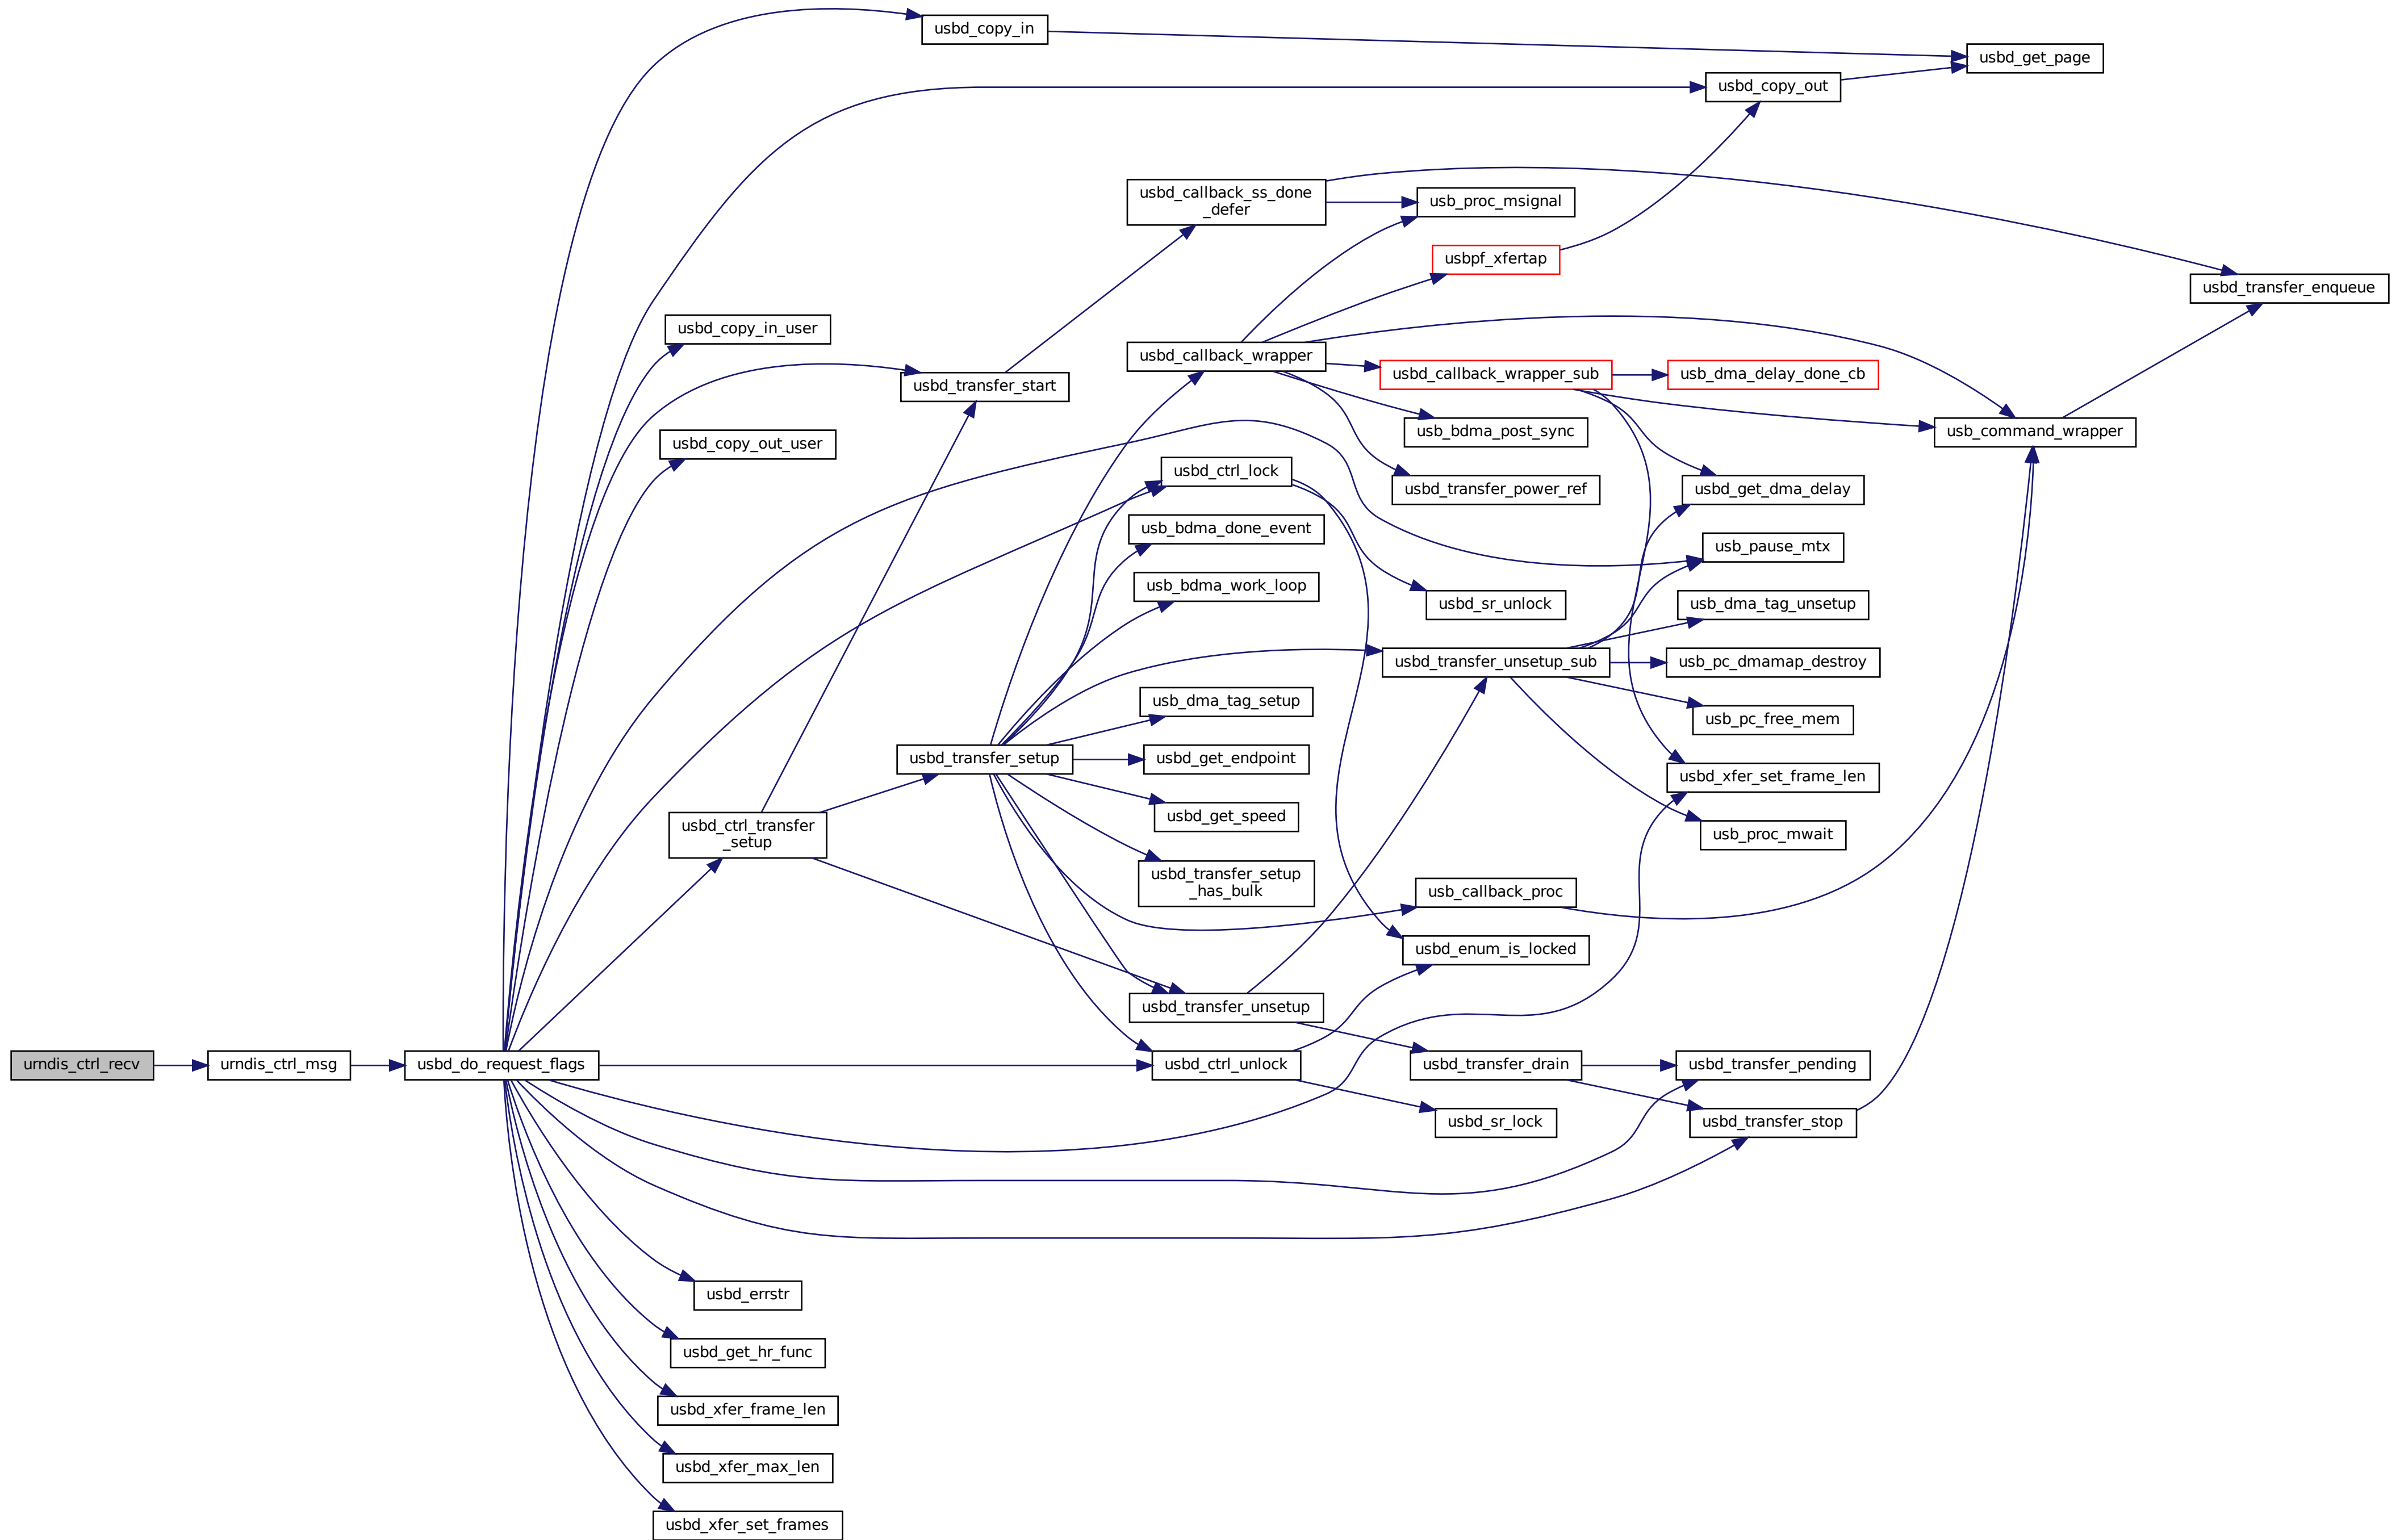 usbd_copy_in
usbd_get_page
usbd_copy_out
usbd_callback_ss_done
_defer
usb_proc_msignal
usbpf_xfertap
usbd_transfer_enqueue
usbd_copy_in_user
usbd_callback_wrapper
usbd_transfer_start
usbd_callback_wrapper_sub
usb_dma_delay_done_cb
usbd_copy_out_user
usb_bdma_post_sync
usb_command_wrapper
usbd_ctrl_lock
usbd_transfer_power_ref
usbd_get_dma_delay
usb_bdma_done_event
usb_pause_mtx
usb_bdma_work_loop
usbd_sr_unlock
usb_dma_tag_unsetup
usbd_transfer_unsetup_sub
usb_pc_dmamap_destroy
usb_dma_tag_setup
usb_pc_free_mem
usbd_transfer_setup
usbd_get_endpoint
usbd_xfer_set_frame_len
usbd_ctrl_transfer
_setup
usbd_get_speed
usb_proc_mwait
usbd_transfer_setup
_has_bulk
usb_callback_proc
usbd_enum_is_locked
usbd_transfer_unsetup
urndis_ctrl_recv
urndis_ctrl_msg
usbd_do_request_flags
usbd_ctrl_unlock
usbd_transfer_drain
usbd_transfer_pending
usbd_sr_lock
usbd_transfer_stop
usbd_errstr
usbd_get_hr_func
usbd_xfer_frame_len
usbd_xfer_max_len
usbd_xfer_set_frames